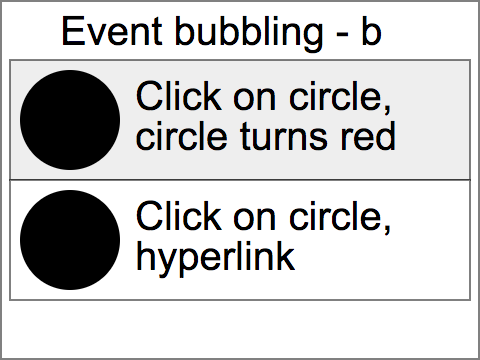 Event bubbling - b
Click on circle,
circle turns red
Click on circle,
hyperlink